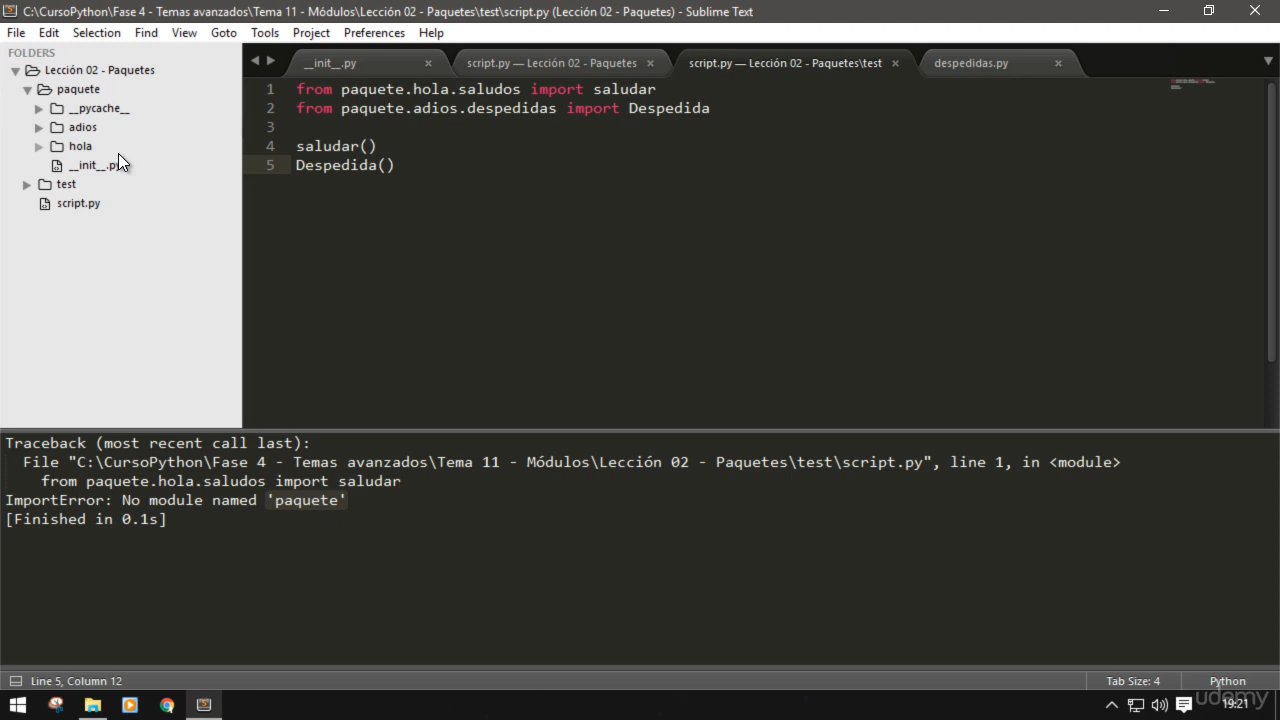 C:\CursoPython\Fase 4 - Temas avanzados\Tema 11 - Módulos\Lección 02 - Paquetes\test\script.py (Lección 02 - Paquetes) - Sublime Text
File Edit Selection Find View Goto Tools Project Preferences Help
FOLDERS
Lección 02 - Paquetes
paquete
__pycache__
adios
hola
__init__.py
test
script.py
__init__.py
script.py — Lección 02 - Paquetes
script.py — Lección 02 - Paquetes\test
despedidas.py
1 from paquete.hola.saludos import saludar
2 from paquete.adios.despedidas import Despedida
3
4 saludar()
5 Despedida()
Traceback (most recent call last):
File "C:\CursoPython\Fase 4 - Temas avanzados\Tema 11 - Módulos\Lección 02 - Paquetes\test\script.py", line 1, in <module>
from paquete.hola.saludos import saludar
ImportError: No module named 'paquete'
[Finished in 0.1s]
Line 5, Column 12
Tab Size: 4
Python
udemy
19:21